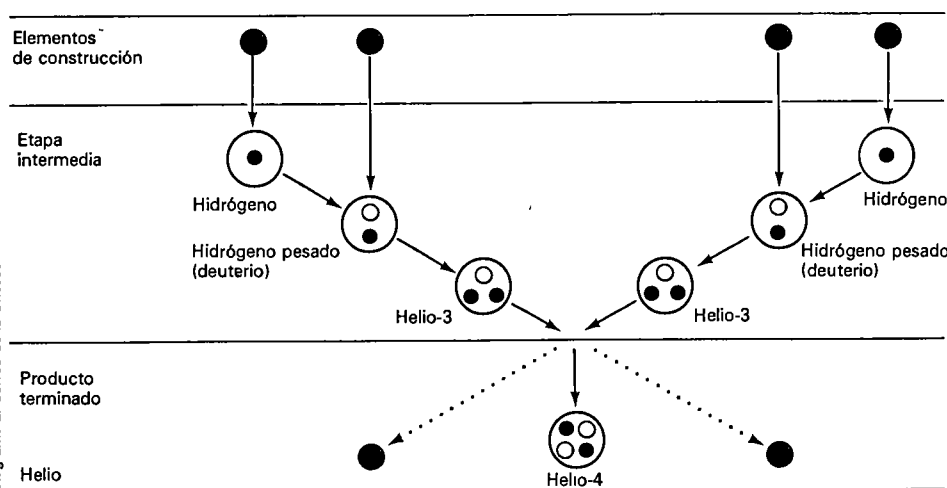 Elementos
de construcción
Etapa
intermedia
Hidrógeno
Hidrógeno
Hidrógeno pesado
(deuterio)
Hidrógeno pesado
(deuterio)
Helio-3
Helio-3
Producto
terminado
Helio
Helio-4